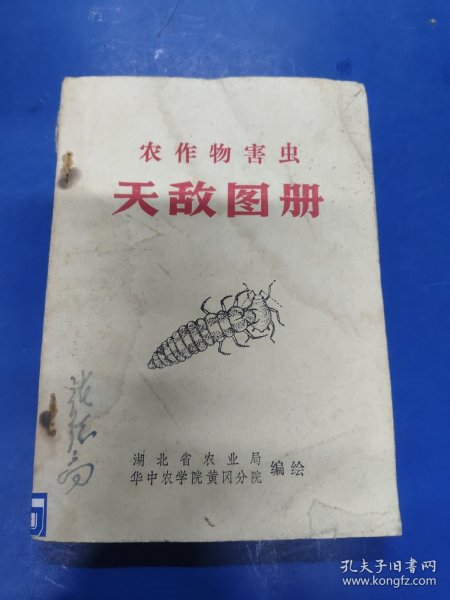 农作物害虫
天敌图册
湖北省农业局
华中农学院黄冈分院 编绘
孔夫子旧书网
www.kongfz.com